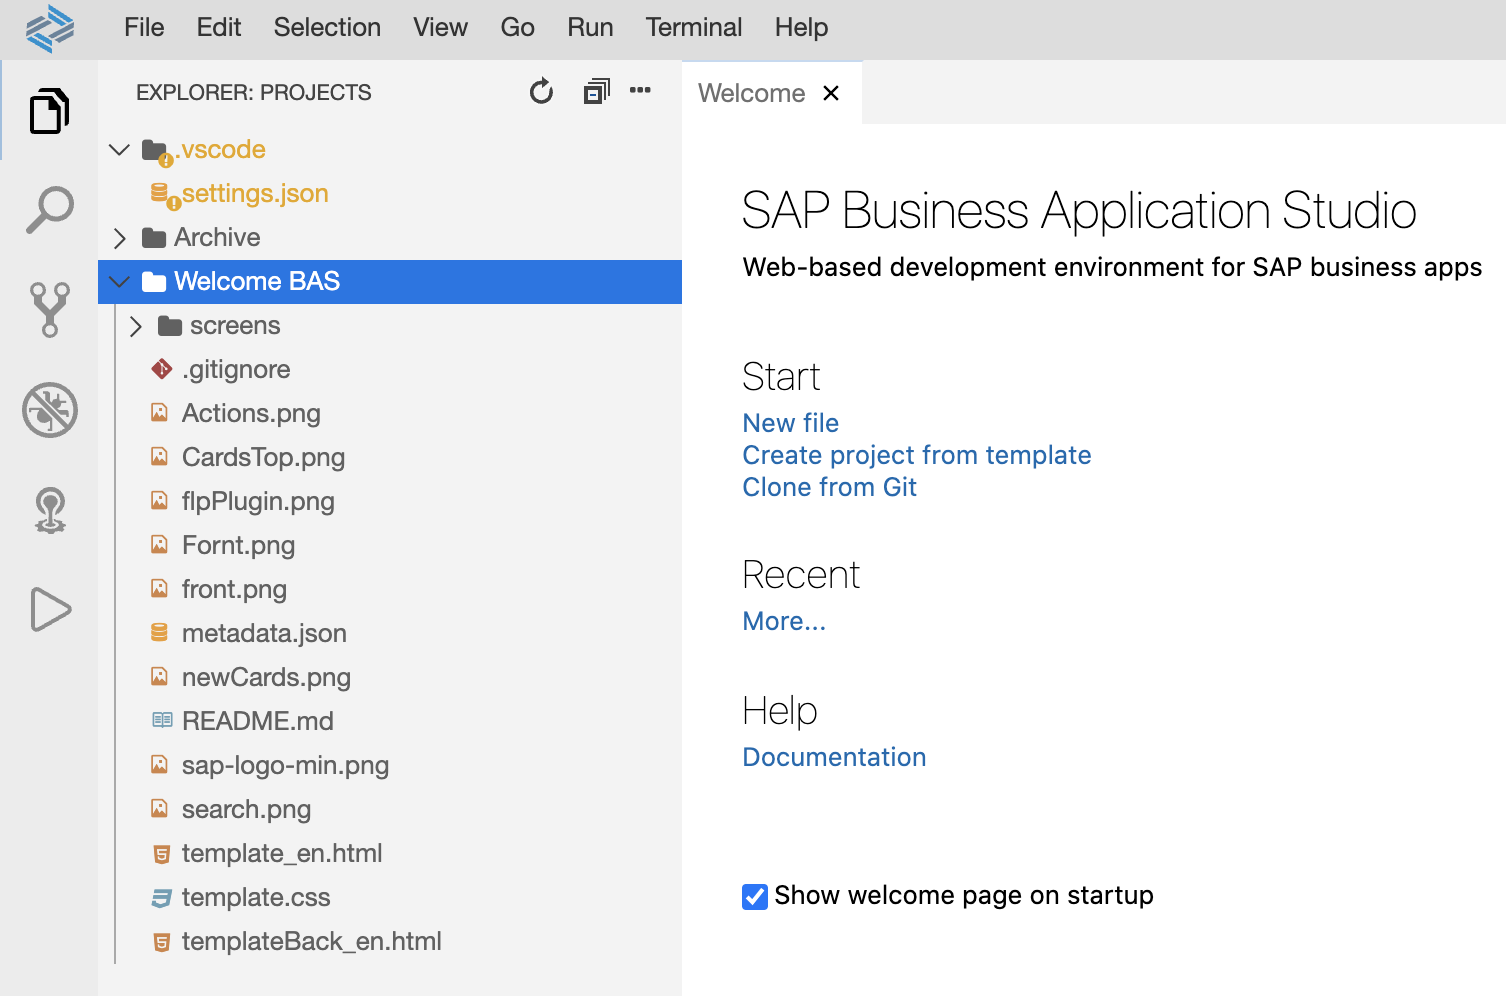 File Edit Selection View Go Run Terminal Help
EXPLORER: PROJECTS
.vscode
settings.json
Archive
Welcome BAS
screens
.gitignore
Actions.png
CardsTop.png
flpPlugin.png
Fornt.png
front.png
metadata.json
newCards.png
README.md
sap-logo-min.png
search.png
template_en.html
template.css
templateBack_en.html
Welcome
SAP Business Application Studio
Web-based development environment for SAP business apps
Start
New file
Create project from template
Clone from Git
Recent
More...
Help
Documentation
Show welcome page on startup